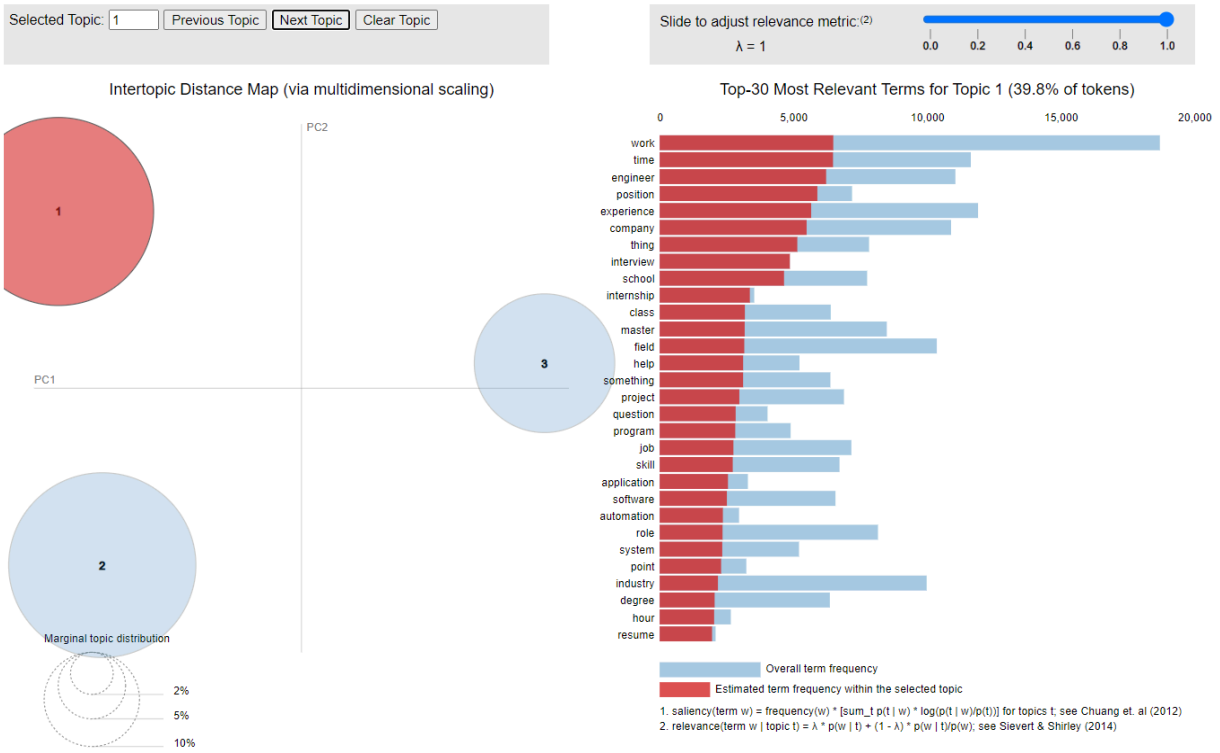 Selected Topic: 1 Previous Topic Next Topic Clear Topic
Slide to adjust relevance metric:(2)
λ = 1
0.0 0.2 0.4 0.6 0.8 1.0
Intertopic Distance Map (via multidimensional scaling)
PC2
1
3
PC1
2
Marginal topic distribution
2%
5%
10%
Top-30 Most Relevant Terms for Topic 1 (39.8% of tokens)
0 5,000 10,000 15,000 20,000
work
time
engineer
position
experience
company
thing
interview
school
internship
class
master
field
help
something
project
question
program
job
skill
application
software
automation
role
system
point
industry
degree
hour
resume
Overall term frequency
Estimated term frequency within the selected topic
1. saliency(term w) = frequency(w) * [sum_t p(t | w) * log(p(t | w)/p(t))] for topics t; see Chuang et. al (2012)
2. relevance(term w | topic t) = λ * p(w | t) + (1 - λ) * p(w | t)/p(w); see Sievert & Shirley (2014)